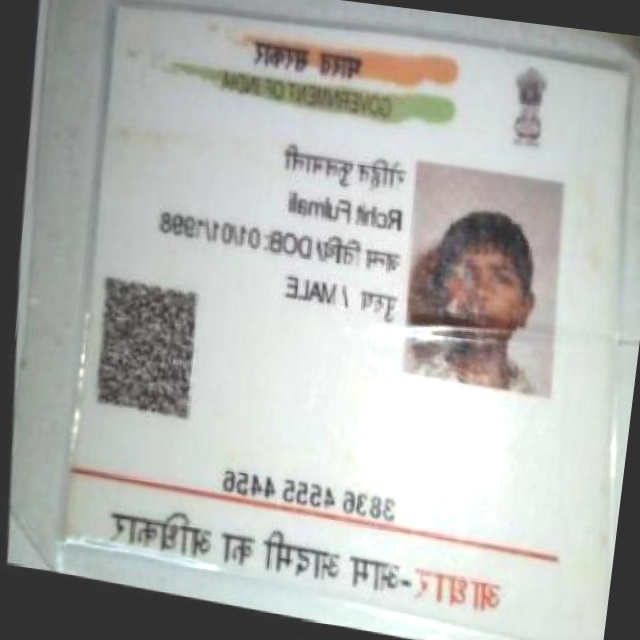 भारत सरकार
GOVERNMENT OF INDIA
रोहित फुलमाली
Rohit Fulmali
जन्म तिथि/ DOB: 01/01/1998
पुरुष / MALE
3836 4555 4456
आधार-आम आदमी का अधिकार